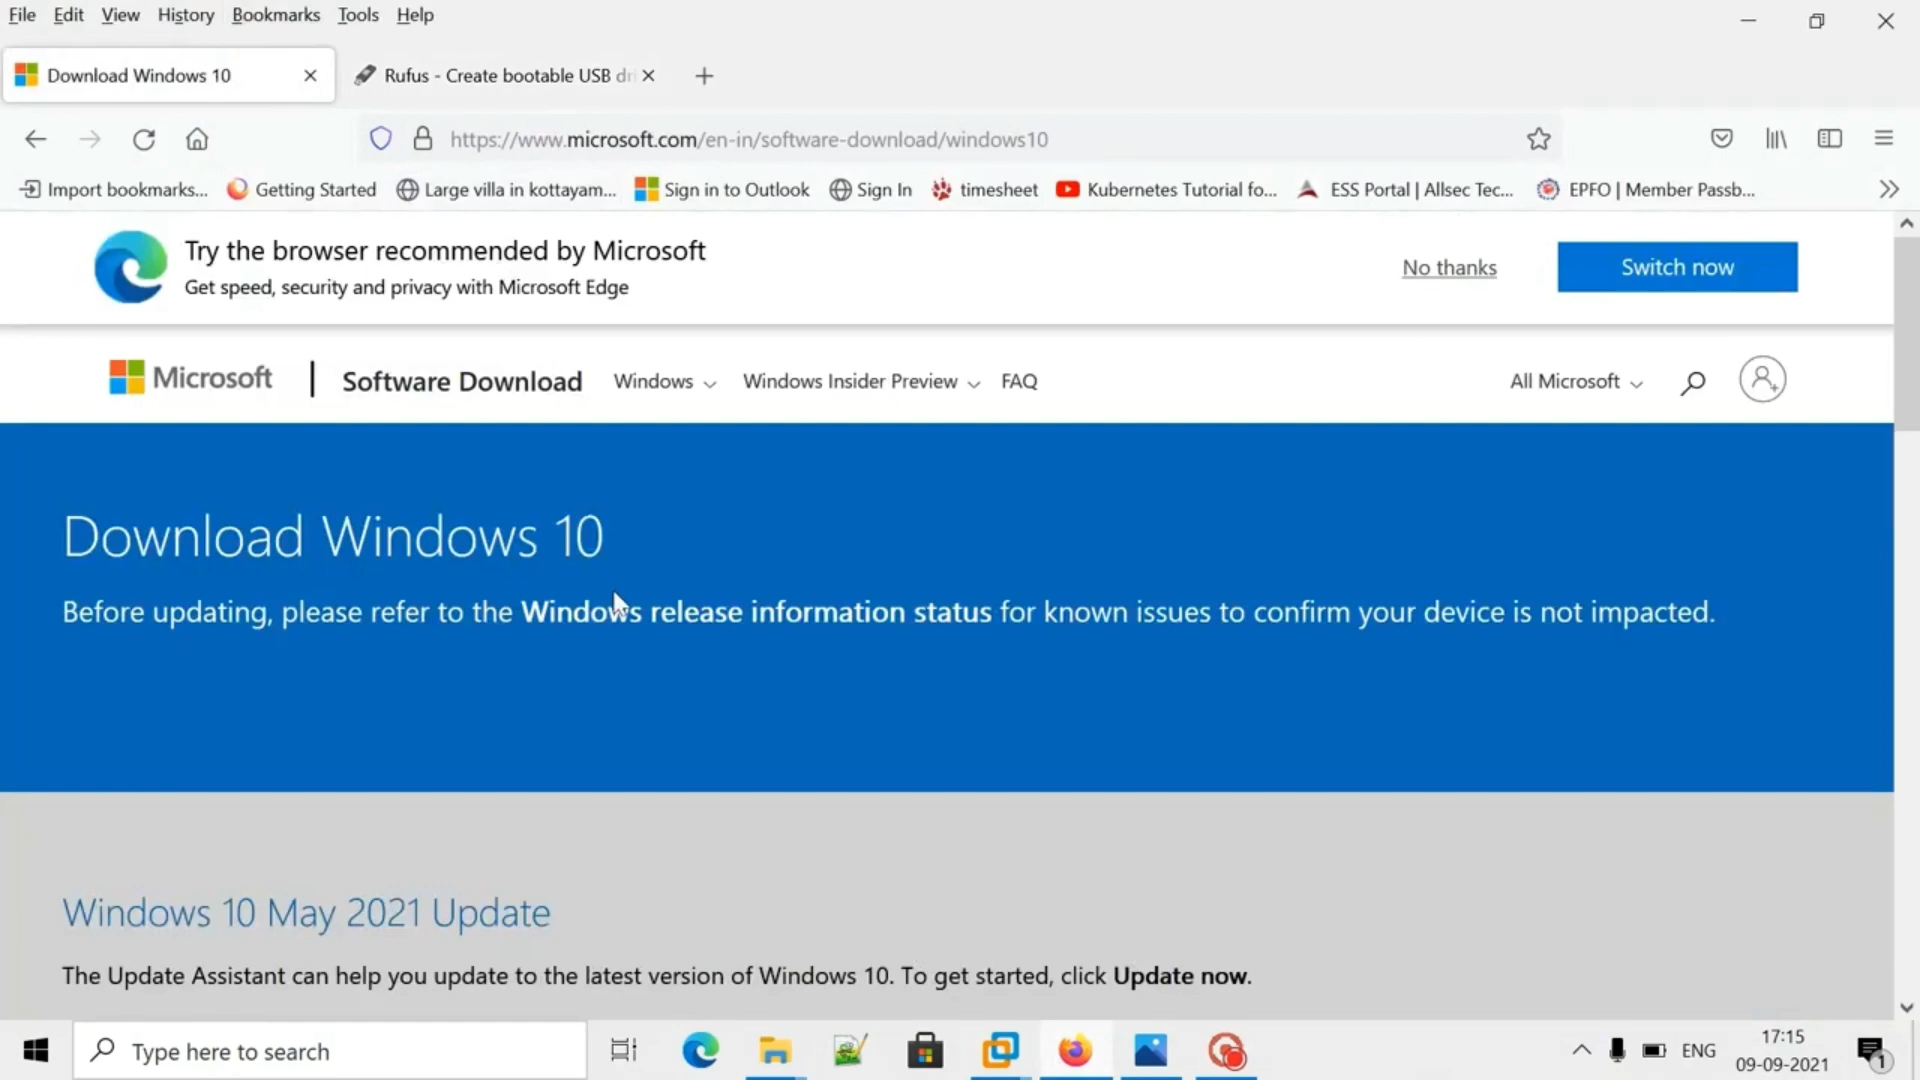 File Edit View History Bookmarks Tools Help
Download Windows 10
Rufus - Create bootable USB dri
https://www.microsoft.com/en-in/software-download/windows10
Import bookmarks... Getting Started Large villa in kottayam... Sign in to Outlook Sign In timesheet Kubernetes Tutorial fo... ESS Portal | Allsec Tec... EPFO | Member Passb...
Try the browser recommended by Microsoft
Get speed, security and privacy with Microsoft Edge
No thanks
Switch now
Microsoft Software Download Windows Windows Insider Preview FAQ All Microsoft
Download Windows 10
Before updating, please refer to the Windows release information status for known issues to confirm your device is not impacted.
Windows 10 May 2021 Update
The Update Assistant can help you update to the latest version of Windows 10. To get started, click Update now.
Type here to search
ENG
17:15
09-09-2021
1